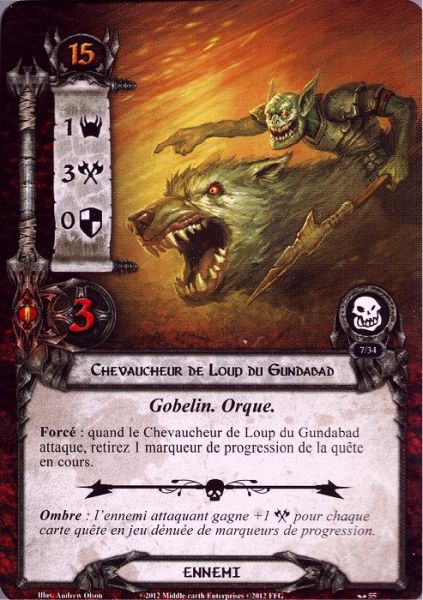 15
1
3
0
3
7/34
Chevaucheur de Loup du Gundabad
Gobelin. Orque.
Forcé : quand le Chevaucheur de Loup du Gundabad
attaque, retirez 1 marqueur de progression de la quête
en cours.
Ombre : l'ennemi attaquant gagne +1 pour chaque
carte quête en jeu dénuée de marqueurs de progression.
ENNEMI
Illus. Andrew Olson ©2012 Middle earth Enterprises ©2012 FFG 55